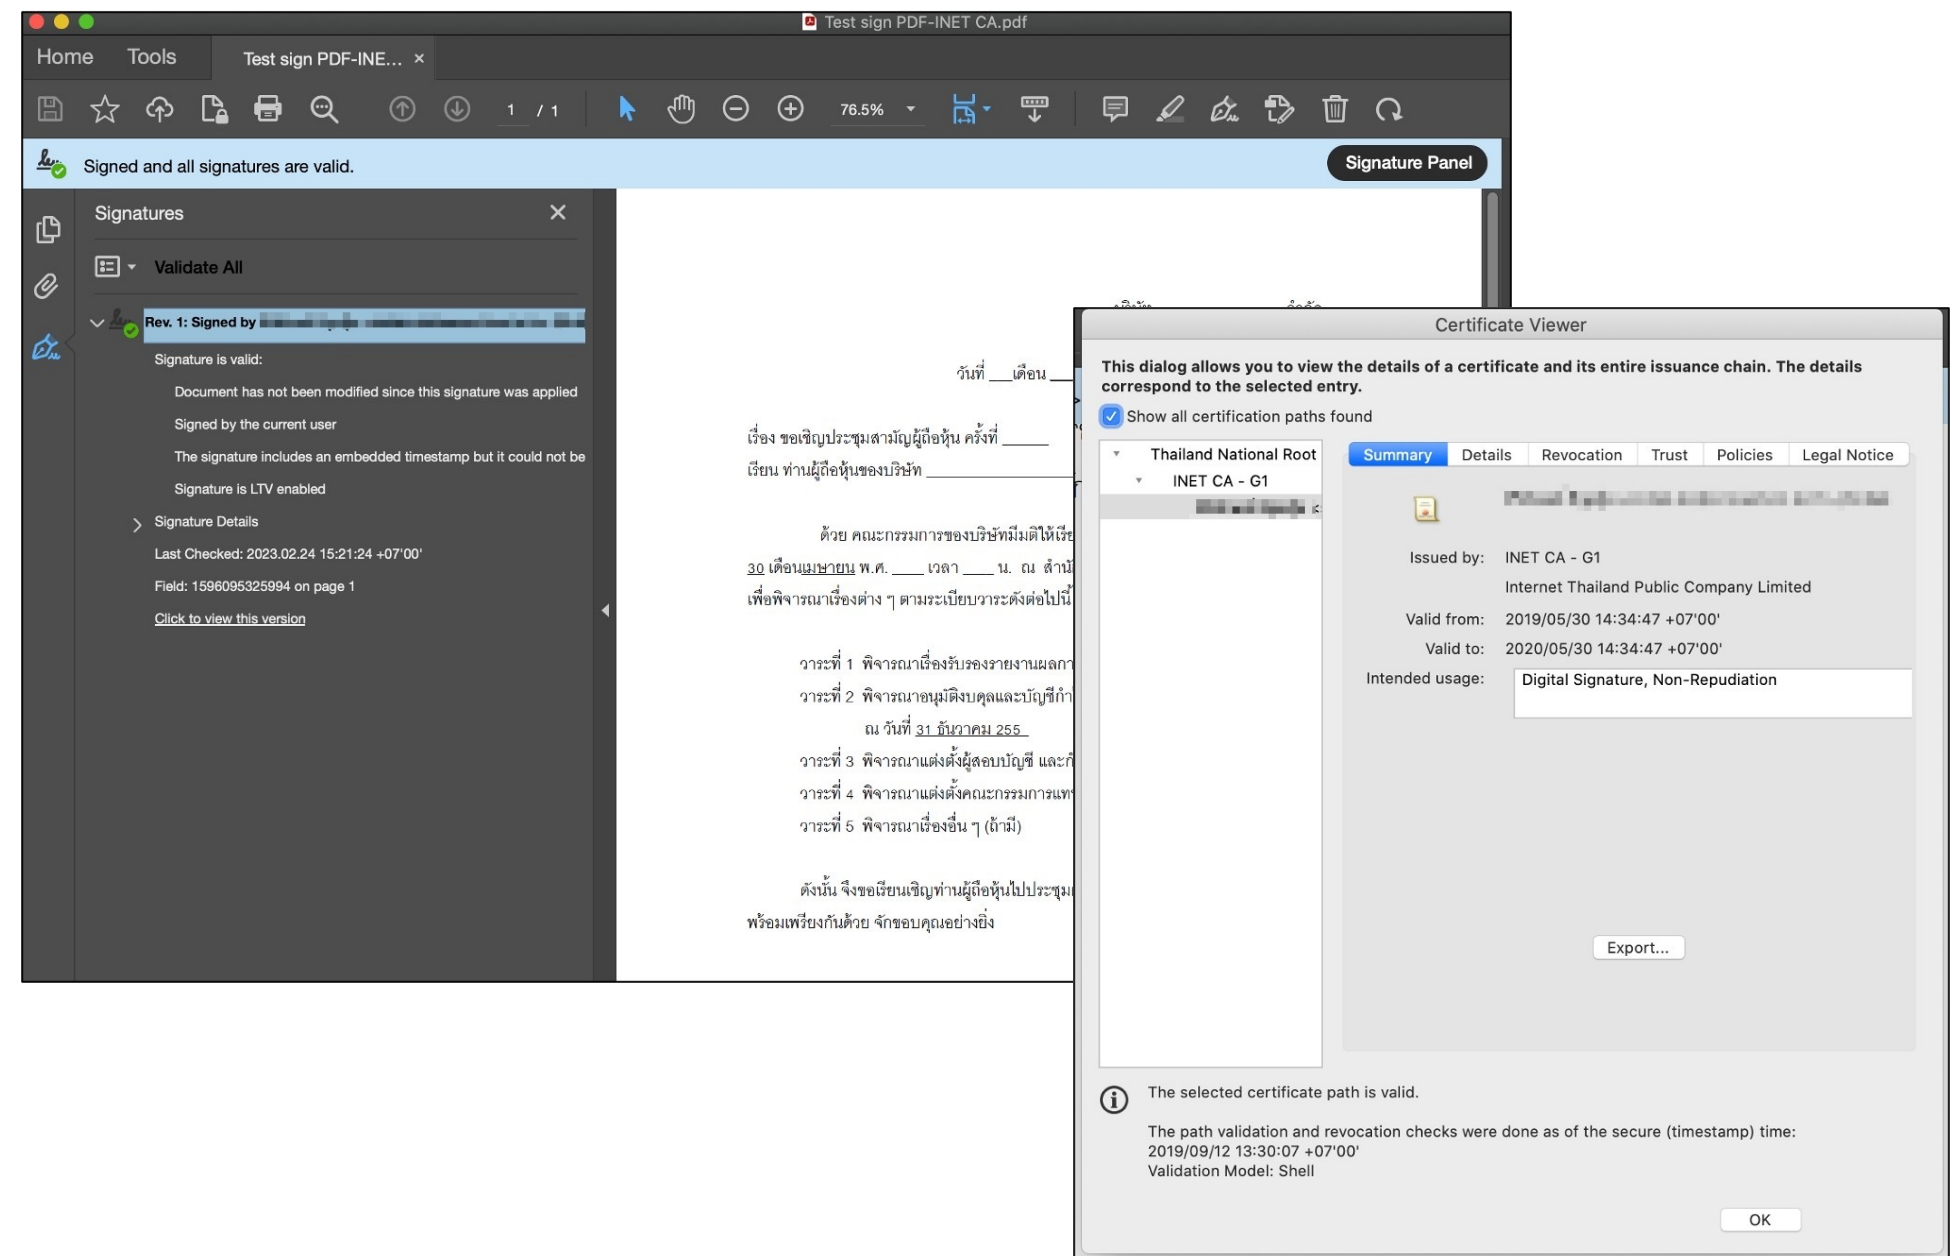 Test sign PDF-INET CA.pdf
Home Tools Test sign PDF-INE... ×
1 / 1 76.5%
Signed and all signatures are valid. Signature Panel
Signatures
Validate All
Rev. 1: Signed by
Signature is valid:
Document has not been modified since this signature was applied
Signed by the current user
The signature includes an embedded timestamp but it could not be
Signature is LTV enabled
Signature Details
Last Checked: 2023.02.24 15:21:24 +07'00'
Field: 1596095325994 on page 1
Click to view this version
วันที่ ___เดือน ___
เรื่อง ขอเชิญประชุมสามัญผู้ถือหุ้น ครั้งที่ ______
เรียน ท่านผู้ถือหุ้นของบริษัท ____________________
ด้วย คณะกรรมการของบริษัทมีมติให้เรีย
30 เดือนเมษายน พ.ศ. ____ เวลา ____ น. ณ สำนั
เพื่อพิจารณาเรื่องต่าง ๆ ตามระเบียบวาระดังต่อไปนี้
วาระที่ 1 พิจารณาเรื่องรับรองรายงานผลกา
วาระที่ 2 พิจารณาอนุมัติงบดุลและบัญชีกำ
ณ วันที่ 31 ธันวาคม 255_
วาระที่ 3 พิจารณาแต่งตั้งผู้สอบบัญชี และกำ
วาระที่ 4 พิจารณาแต่งตั้งคณะกรรมการแท
วาระที่ 5 พิจารณาเรื่องอื่น ๆ (ถ้ามี)
ดังนั้น จึงขอเรียนเชิญท่านผู้ถือหุ้นไปประชุม
พร้อมเพรียงกันด้วย จักขอบคุณอย่างยิ่ง
Certificate Viewer
This dialog allows you to view the details of a certificate and its entire issuance chain. The details
correspond to the selected entry.
Show all certification paths found
Thailand National Root
INET CA - G1
Summary Details Revocation Trust Policies Legal Notice
Issued by: INET CA - G1
Internet Thailand Public Company Limited
Valid from: 2019/05/30 14:34:47 +07'00'
Valid to: 2020/05/30 14:34:47 +07'00'
Intended usage: Digital Signature, Non-Repudiation
Export...
The selected certificate path is valid.
The path validation and revocation checks were done as of the secure (timestamp) time:
2019/09/12 13:30:07 +07'00'
Validation Model: Shell
OK